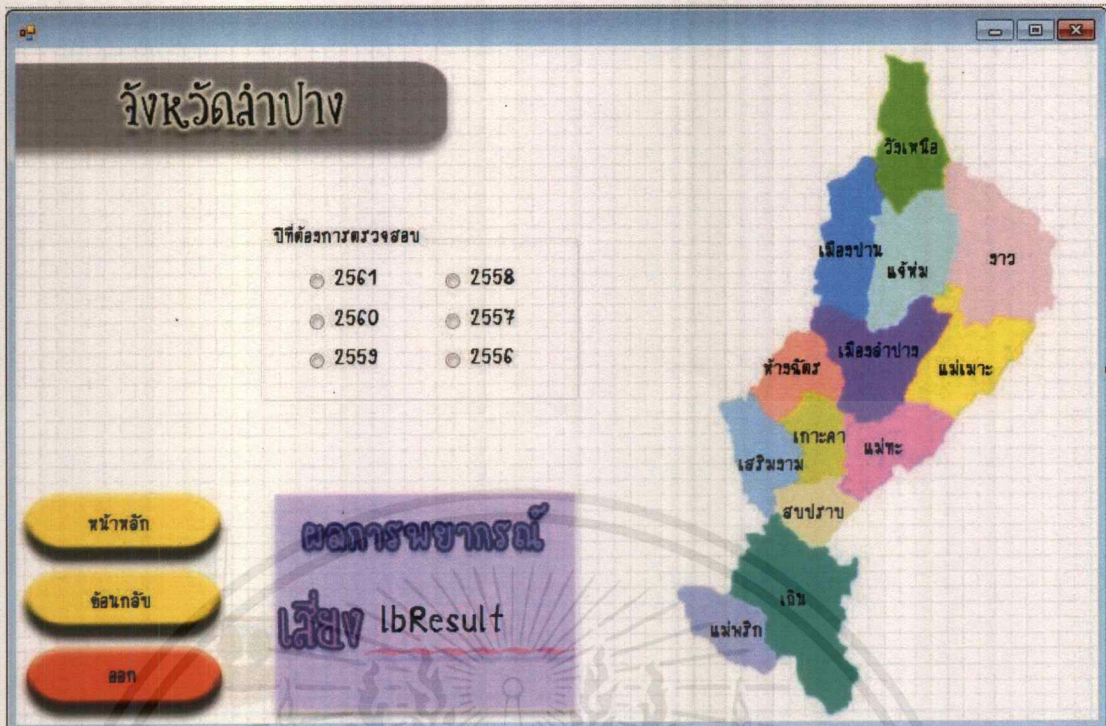 จังหวัดลำปาง
ปีที่ต้องการตรวจสอบ
2561 2558
2560 2557
2559 2556
วังเหนือ
เมืองปาน
แจ้ห่ม
งาว
เมืองลำปาง
ห้างฉัตร
แม่เมาะ
เกาะคา
แม่ทะ
เสริมงาม
สบปราบ
เถิน
แม่พริก
หน้าหลัก
ย้อนกลับ
ออก
ผลการพยากรณ์
เสี่ยง lbResult